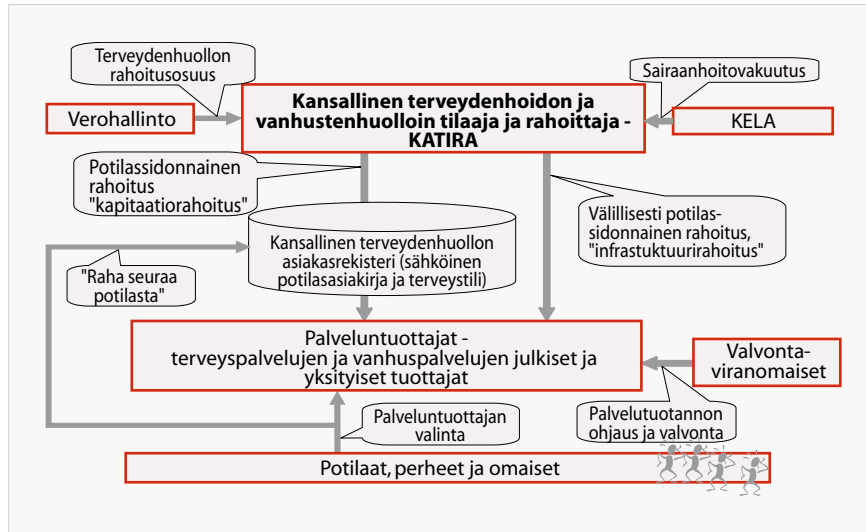 Terveydenhuollon
rahoitusosuus
Sairaanhoitovakuutus
Verohallinto
Kansallinen terveydenhoidon ja
vanhustenhuolloin tilaaja ja rahoittaja -
KATIRA
KELA
Potilassidonnainen
rahoitus
"kapitaatiorahoitus"
Välillisesti potilas-
sidonnainen rahoitus,
"infrastuktuurirahoitus"
Kansallinen terveydenhuollon
asiakasrekisteri (sähköinen
potilasasiakirja ja terveystili)
"Raha seuraa
potilasta"
Palveluntuottajat -
terveyspalvelujen ja vanhuspalvelujen julkiset ja
yksityiset tuottajat
Valvonta-
viranomaiset
Palveluntuottajan
valinta
Palvelutuotannon
ohjaus ja valvonta
Potilaat, perheet ja omaiset